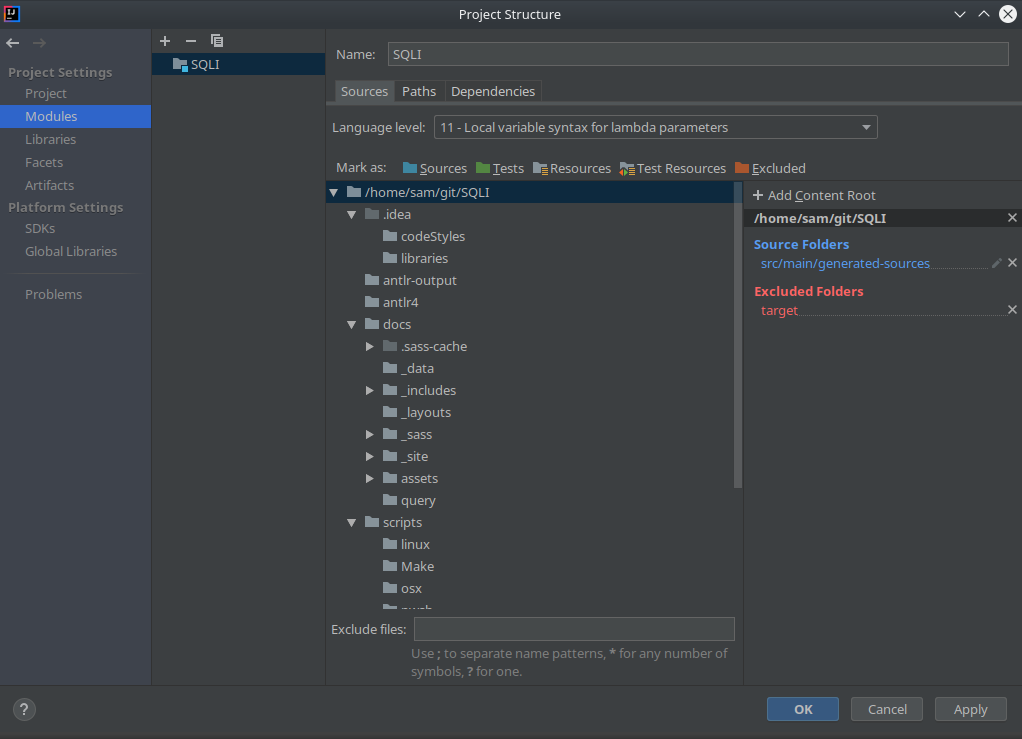 Project Structure
Project Settings
Project
Modules
Libraries
Facets
Artifacts
Platform Settings
SDKs
Global Libraries
Problems
SQLI
Name: SQLI
Sources Paths Dependencies
Language level: 11 - Local variable syntax for lambda parameters
Mark as: Sources Tests Resources Test Resources Excluded
/home/sam/git/SQLI
.idea
codeStyles
libraries
antlr-output
antlr4
docs
.sass-cache
_data
_includes
_layouts
_sass
_site
assets
query
scripts
linux
Make
osx
Exclude files:
Use ; to separate name patterns, * for any number of
symbols, ? for one.
+ Add Content Root
/home/sam/git/SQLI
Source Folders
src/main/generated-sources
Excluded Folders
target
?
OK Cancel Apply